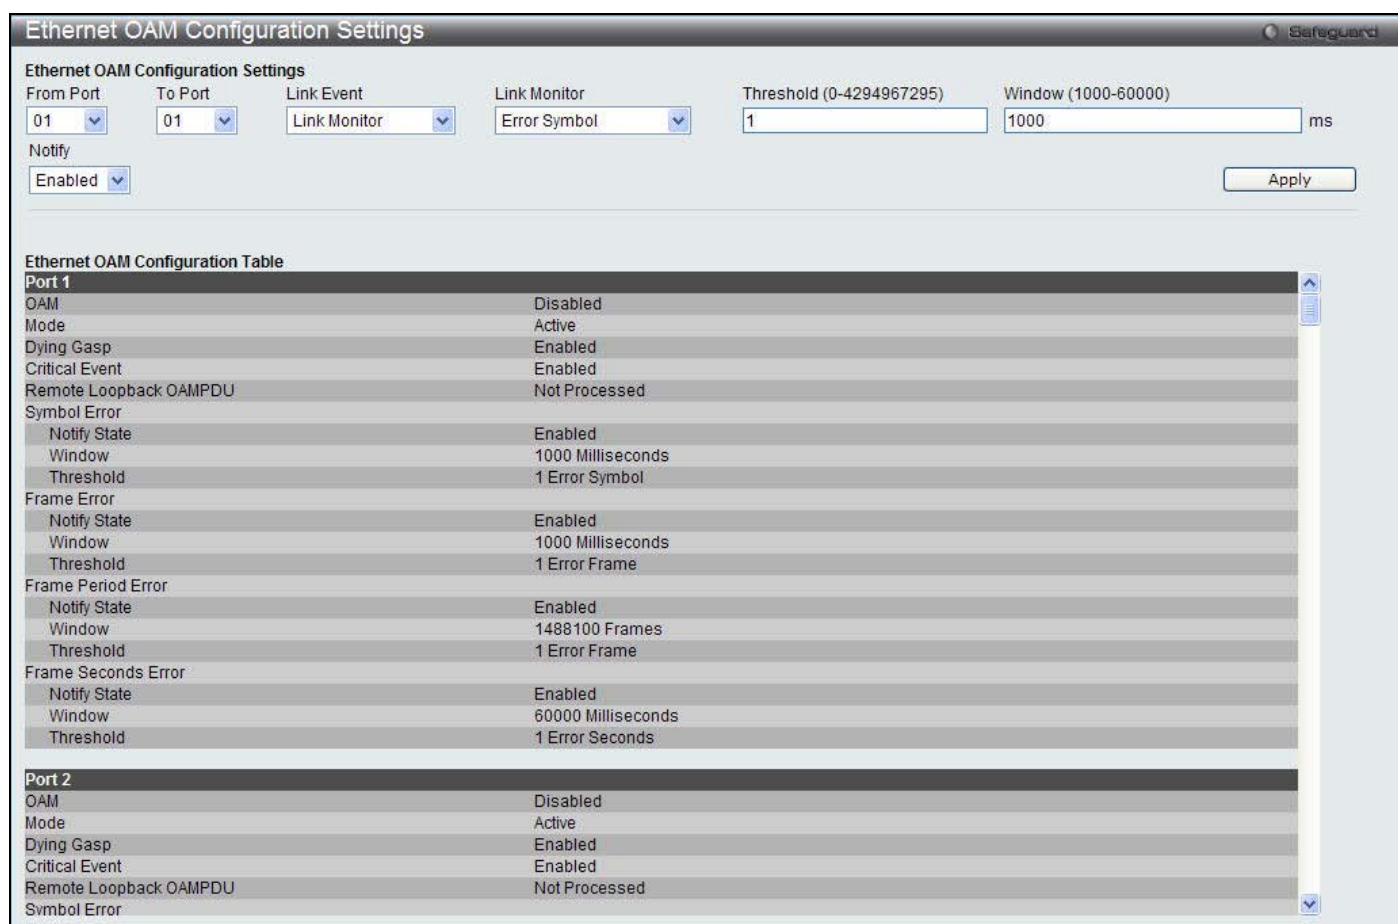 Ethernet OAM Configuration Settings
Safeguard
Ethernet OAM Configuration Settings
From Port To Port Link Event Link Monitor Threshold (0-4294967295) Window (1000-60000)
01 01 Link Monitor Error Symbol 1 1000 ms
Notify
Enabled Apply
Ethernet OAM Configuration Table
Port 1
OAM Disabled
Mode Active
Dying Gasp Enabled
Critical Event Enabled
Remote Loopback OAMPDU Not Processed
Symbol Error
Notify State Enabled
Window 1000 Milliseconds
Threshold 1 Error Symbol
Frame Error
Notify State Enabled
Window 1000 Milliseconds
Threshold 1 Error Frame
Frame Period Error
Notify State Enabled
Window 1488100 Frames
Threshold 1 Error Frame
Frame Seconds Error
Notify State Enabled
Window 60000 Milliseconds
Threshold 1 Error Seconds
Port 2
OAM Disabled
Mode Active
Dying Gasp Enabled
Critical Event Enabled
Remote Loopback OAMPDU Not Processed
Symbol Error